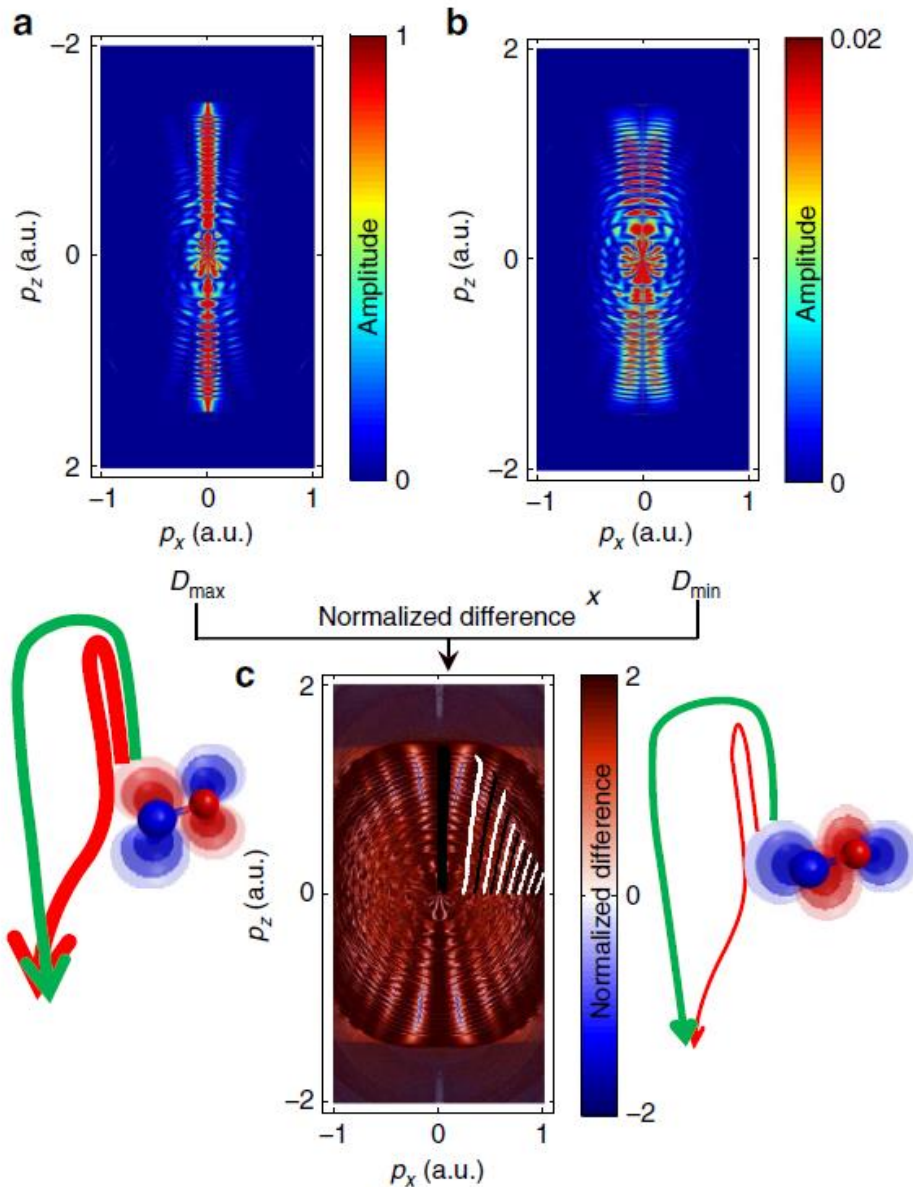 a
−2
0
2
p_z (a.u.)
−1
0
1
p_x (a.u.)
1
Amplitude
0
b
2
0
−2
p_z (a.u.)
−1
0
1
p_x (a.u.)
0.02
Amplitude
0
D_max
D_min
Normalized difference
x
c
2
0
−2
p_z (a.u.)
−1
0
1
p_x (a.u.)
2
Normalized difference
0
−2